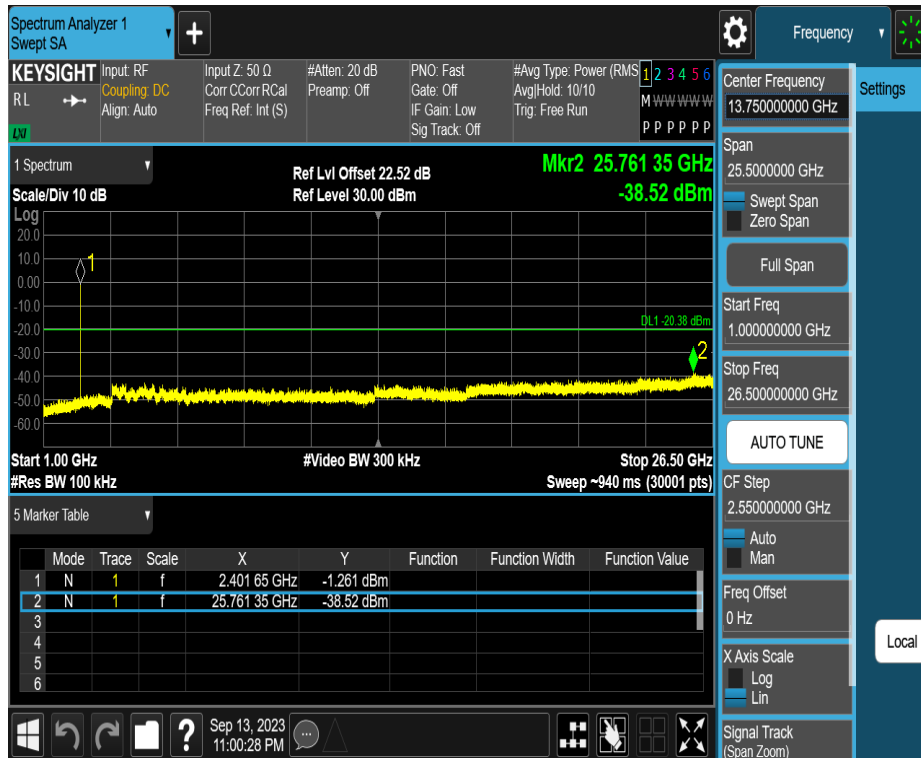 Spectrum Analyzer 1
Swept SA
+
Frequency
KEYSIGHT
RL
LXI
Input: RF
Coupling: DC
Align: Auto
Input Z: 50 Ω
Corr CCorr RCal
Freq Ref: Int (S)
#Atten: 20 dB
Preamp: Off
PNO: Fast
Gate: Off
IF Gain: Low
Sig Track: Off
#Avg Type: Power (RMS
Avg|Hold: 10/10
Trig: Free Run
1 2 3 4 5 6
M W W W W W
P P P P P P
1 Spectrum
Scale/Div 10 dB
Ref Lvl Offset 22.52 dB
Ref Level 30.00 dBm
Mkr2 25.761 35 GHz
-38.52 dBm
Log
20.0
10.0
0.00
-10.0
-20.0
-30.0
-40.0
-50.0
-60.0
1
DL1 -20.38 dBm
2
Start 1.00 GHz
#Video BW 300 kHz
Stop 26.50 GHz
#Res BW 100 kHz
Sweep ~940 ms (30001 pts)
5 Marker Table
Mode Trace Scale X Y Function Function Width Function Value
1 N 1 f 2.401 65 GHz -1.261 dBm
2 N 1 f 25.761 35 GHz -38.52 dBm
3
4
5
6
?
Sep 13, 2023
11:00:28 PM
Center Frequency
13.750000000 GHz
Span
25.5000000 GHz
Swept Span
Zero Span
Full Span
Start Freq
1.000000000 GHz
Stop Freq
26.500000000 GHz
AUTO TUNE
CF Step
2.550000000 GHz
Auto
Man
Freq Offset
0 Hz
X Axis Scale
Log
Lin
Signal Track
(Span Zoom)
Settings
Local